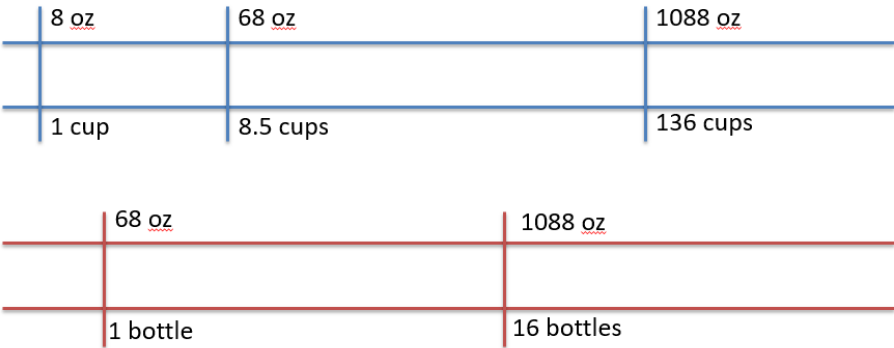 8 oz 68 oz 1088 oz
1 cup 8.5 cups 136 cups
68 oz 1088 oz
1 bottle 16 bottles